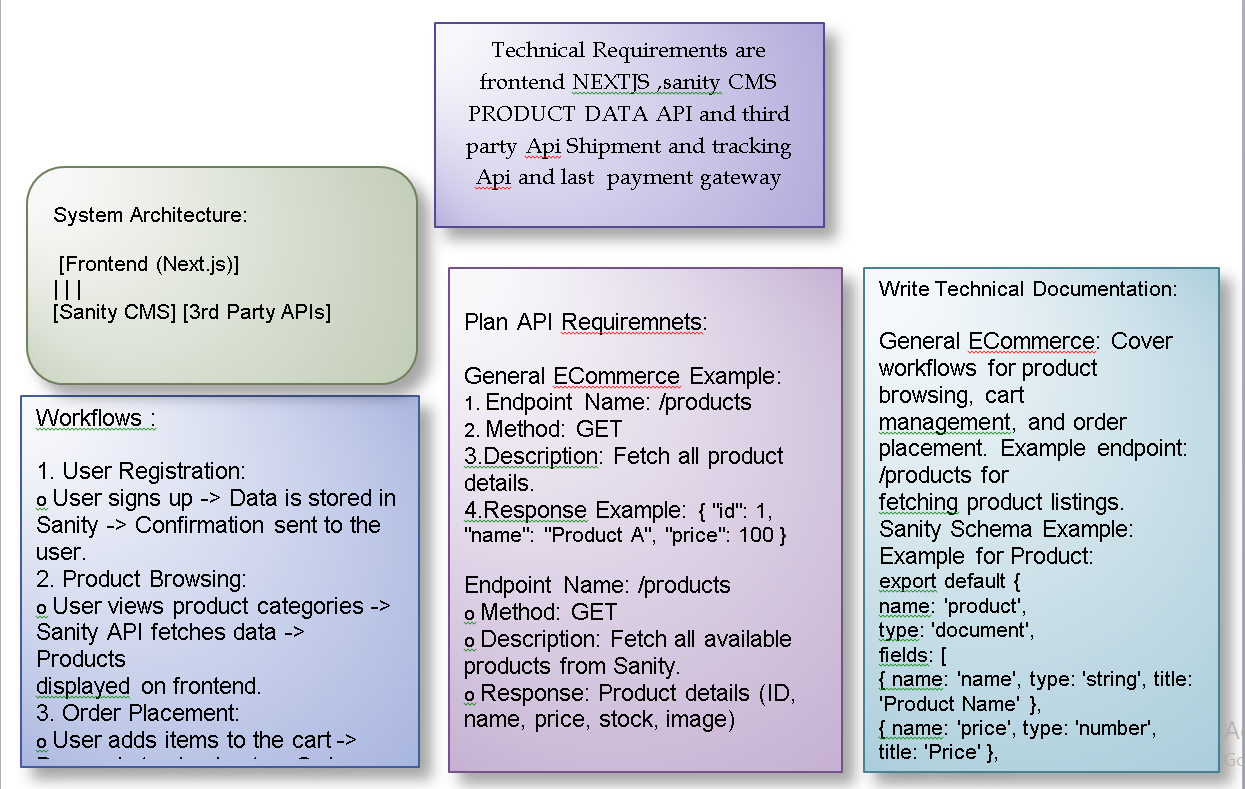 Technical Requirements are
frontend NEXTJS ,sanity CMS
PRODUCT DATA API and third
party Api Shipment and tracking
Api and last payment gateway
System Architecture:
[Frontend (Next.js)]
| | |
[Sanity CMS] [3rd Party APIs]
Workflows :
1. User Registration:
o User signs up -> Data is stored in
Sanity -> Confirmation sent to the
user.
2. Product Browsing:
o User views product categories ->
Sanity API fetches data ->
Products
displayed on frontend.
3. Order Placement:
o User adds items to the cart ->
Plan API Requiremnets:
General ECommerce Example:
1. Endpoint Name: /products
2. Method: GET
3.Description: Fetch all product
details.
4.Response Example: { "id": 1,
"name": "Product A", "price": 100 }
Endpoint Name: /products
o Method: GET
o Description: Fetch all available
products from Sanity.
o Response: Product details (ID,
name, price, stock, image)
Write Technical Documentation:
General ECommerce: Cover
workflows for product
browsing, cart
management, and order
placement. Example endpoint:
/products for
fetching product listings.
Sanity Schema Example:
Example for Product:
export default {
name: 'product',
type: 'document',
fields: [
{ name: 'name', type: 'string', title:
'Product Name' },
{ name: 'price', type: 'number',
title: 'Price' },